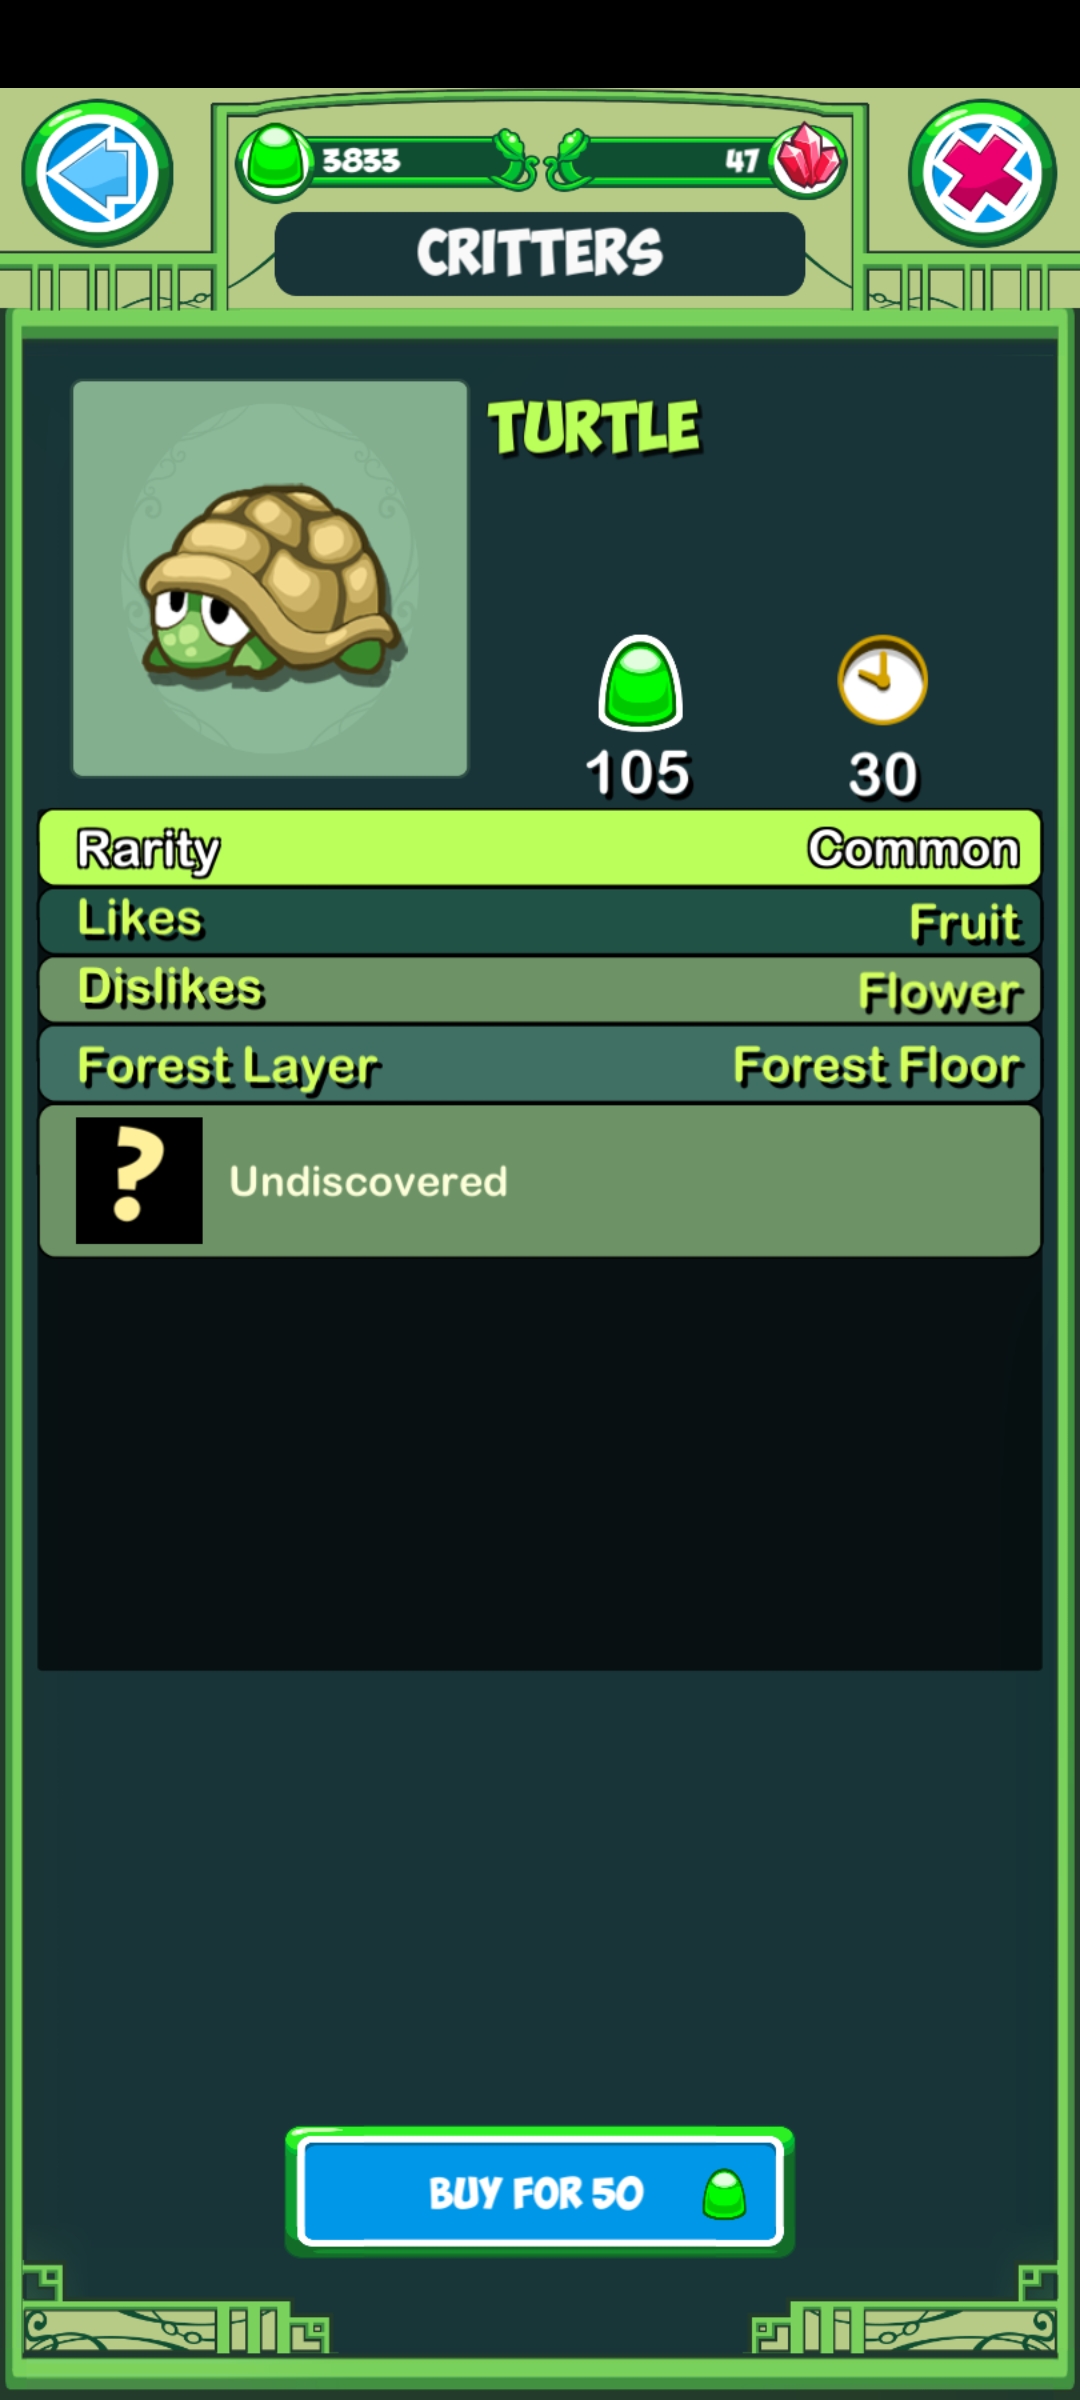 3833 47
CRITTERS
TURTLE
105 30
Rarity Common
Likes Fruit
Dislikes Flower
Forest Layer Forest Floor
? Undiscovered
BUY FOR 50